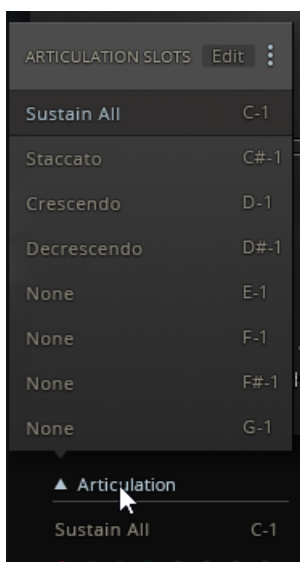 ARTICULATION SLOTS Edit
Sustain All C-1
Staccato C#-1
Crescendo D-1
Decrescendo D#-1
None E-1
None F-1
None F#-1
None G-1
▲ Articulation
Sustain All C-1